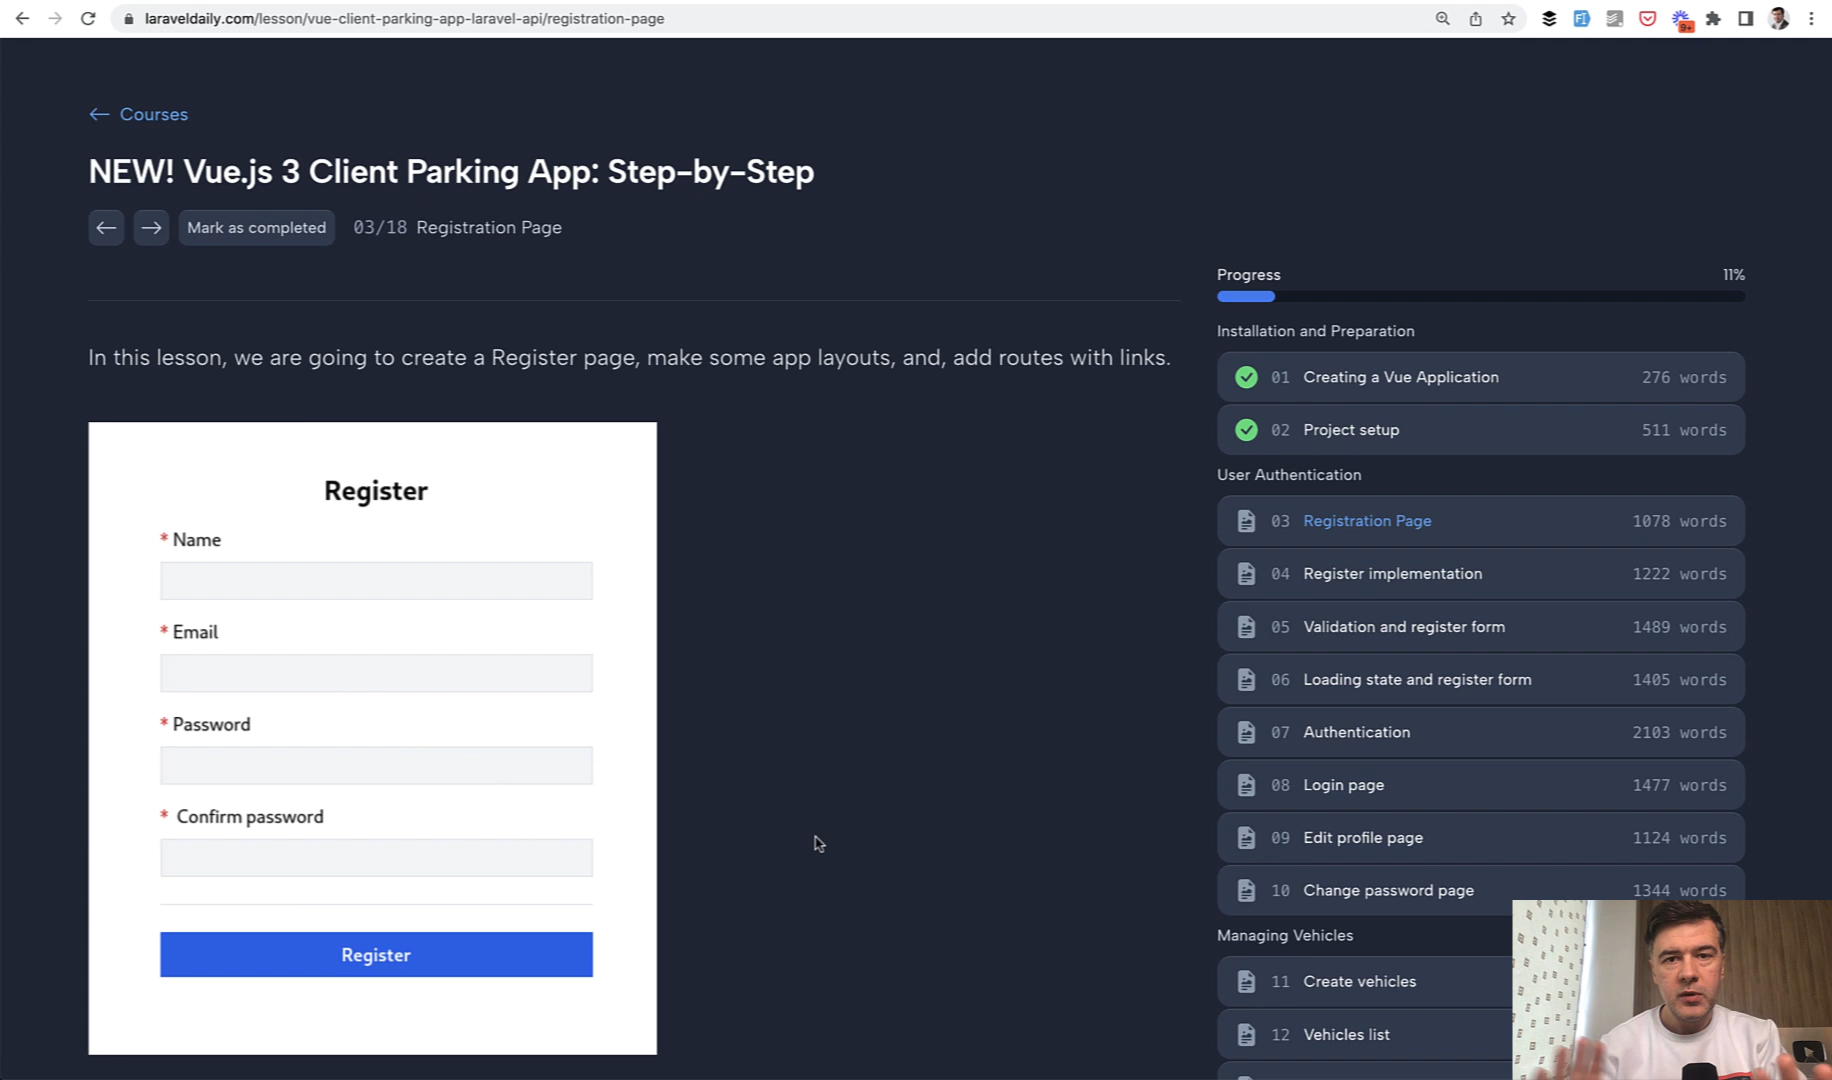 laraveldaily.com/lesson/vue-client-parking-app-laravel-api/registration-page
9+
Courses
NEW! Vue.js 3 Client Parking App: Step-by-Step
Mark as completed
03/18 Registration Page
Progress 11%
In this lesson, we are going to create a Register page, make some app layouts, and, add routes with links.
Register
* Name
* Email
* Password
* Confirm password
Register
Installation and Preparation
01 Creating a Vue Application 276 words
02 Project setup 511 words
User Authentication
03 Registration Page 1078 words
04 Register implementation 1222 words
05 Validation and register form 1489 words
06 Loading state and register form 1405 words
07 Authentication 2103 words
08 Login page 1477 words
09 Edit profile page 1124 words
10 Change password page 1344 words
Managing Vehicles
11 Create vehicles
12 Vehicles list